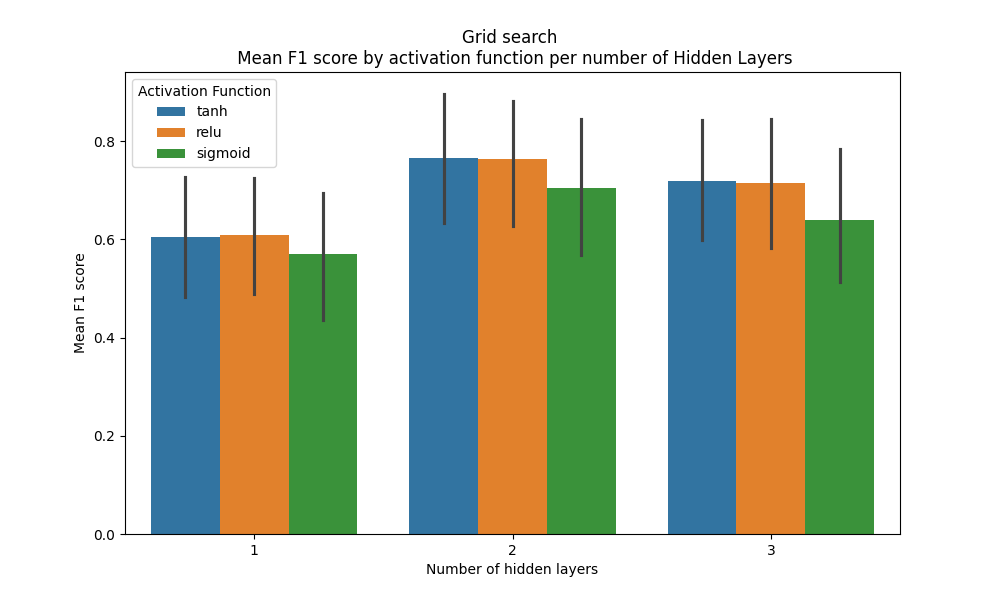 Grid search
Mean F1 score by activation function per number of Hidden Layers
Activation Function
tanh
relu
sigmoid
Mean F1 score
0.8
0.6
0.4
0.2
0.0
1 2 3
Number of hidden layers